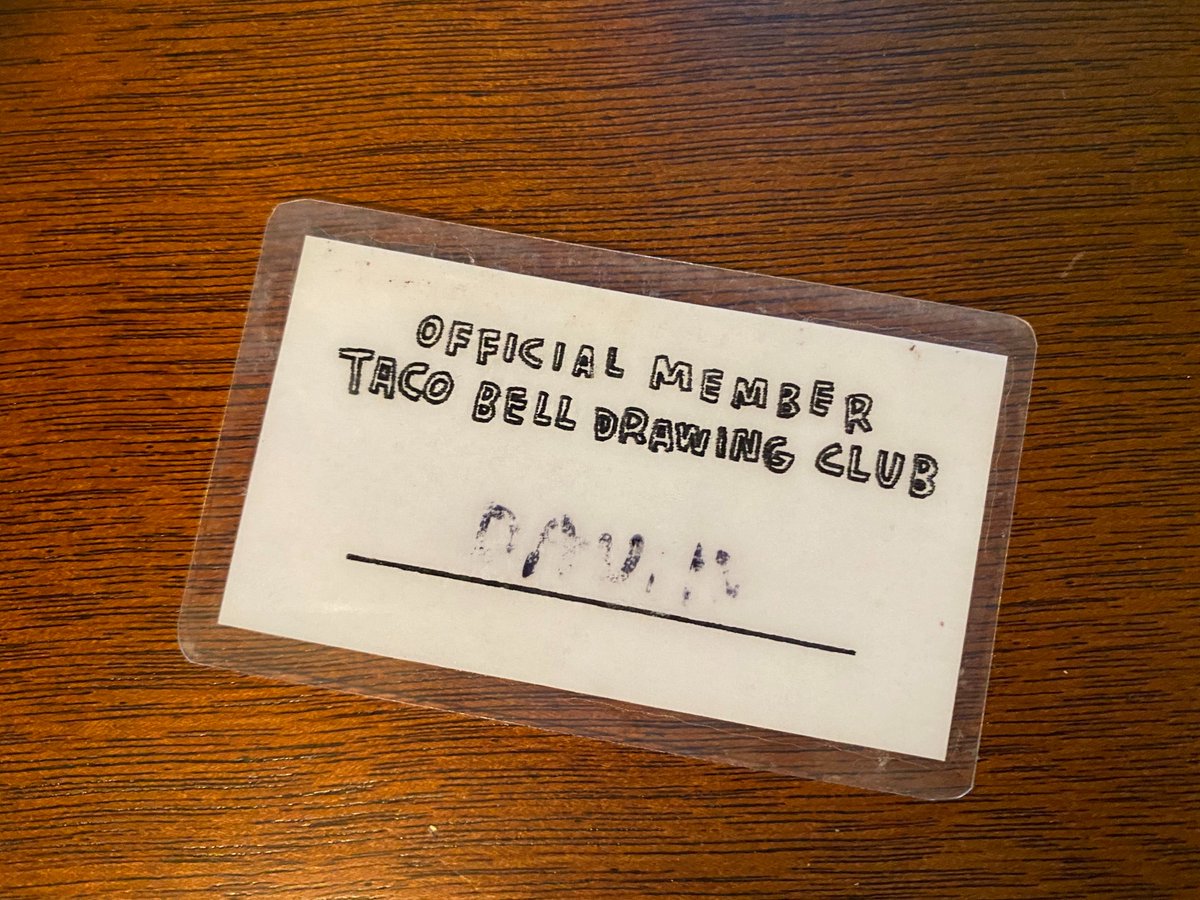 OFFICIAL MEMBER
TACO BELL DRAWING CLUB